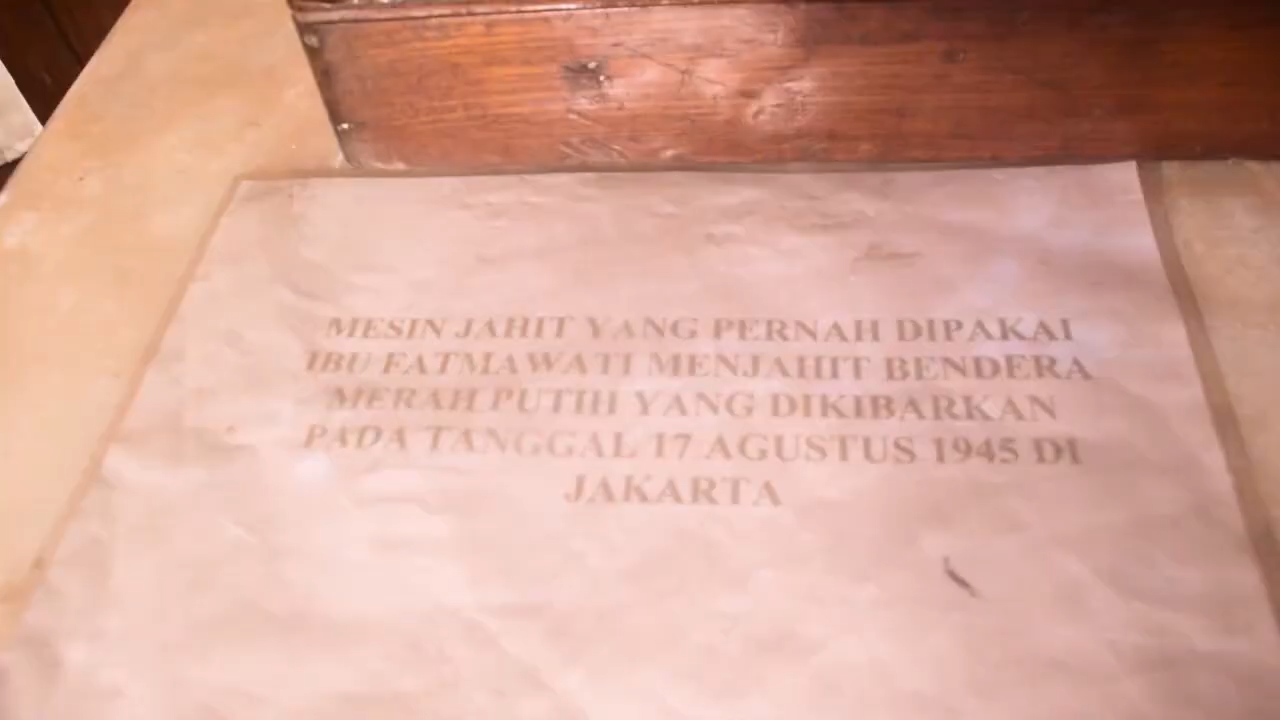 MESIN JAHIT YANG PERNAH DIPAKAI
IBU FATMAWATI MENJAHIT BENDERA
MERAH PUTIH YANG DIKIBARKAN
PADA TANGGAL 17 AGUSTUS 1945 DI
JAKARTA